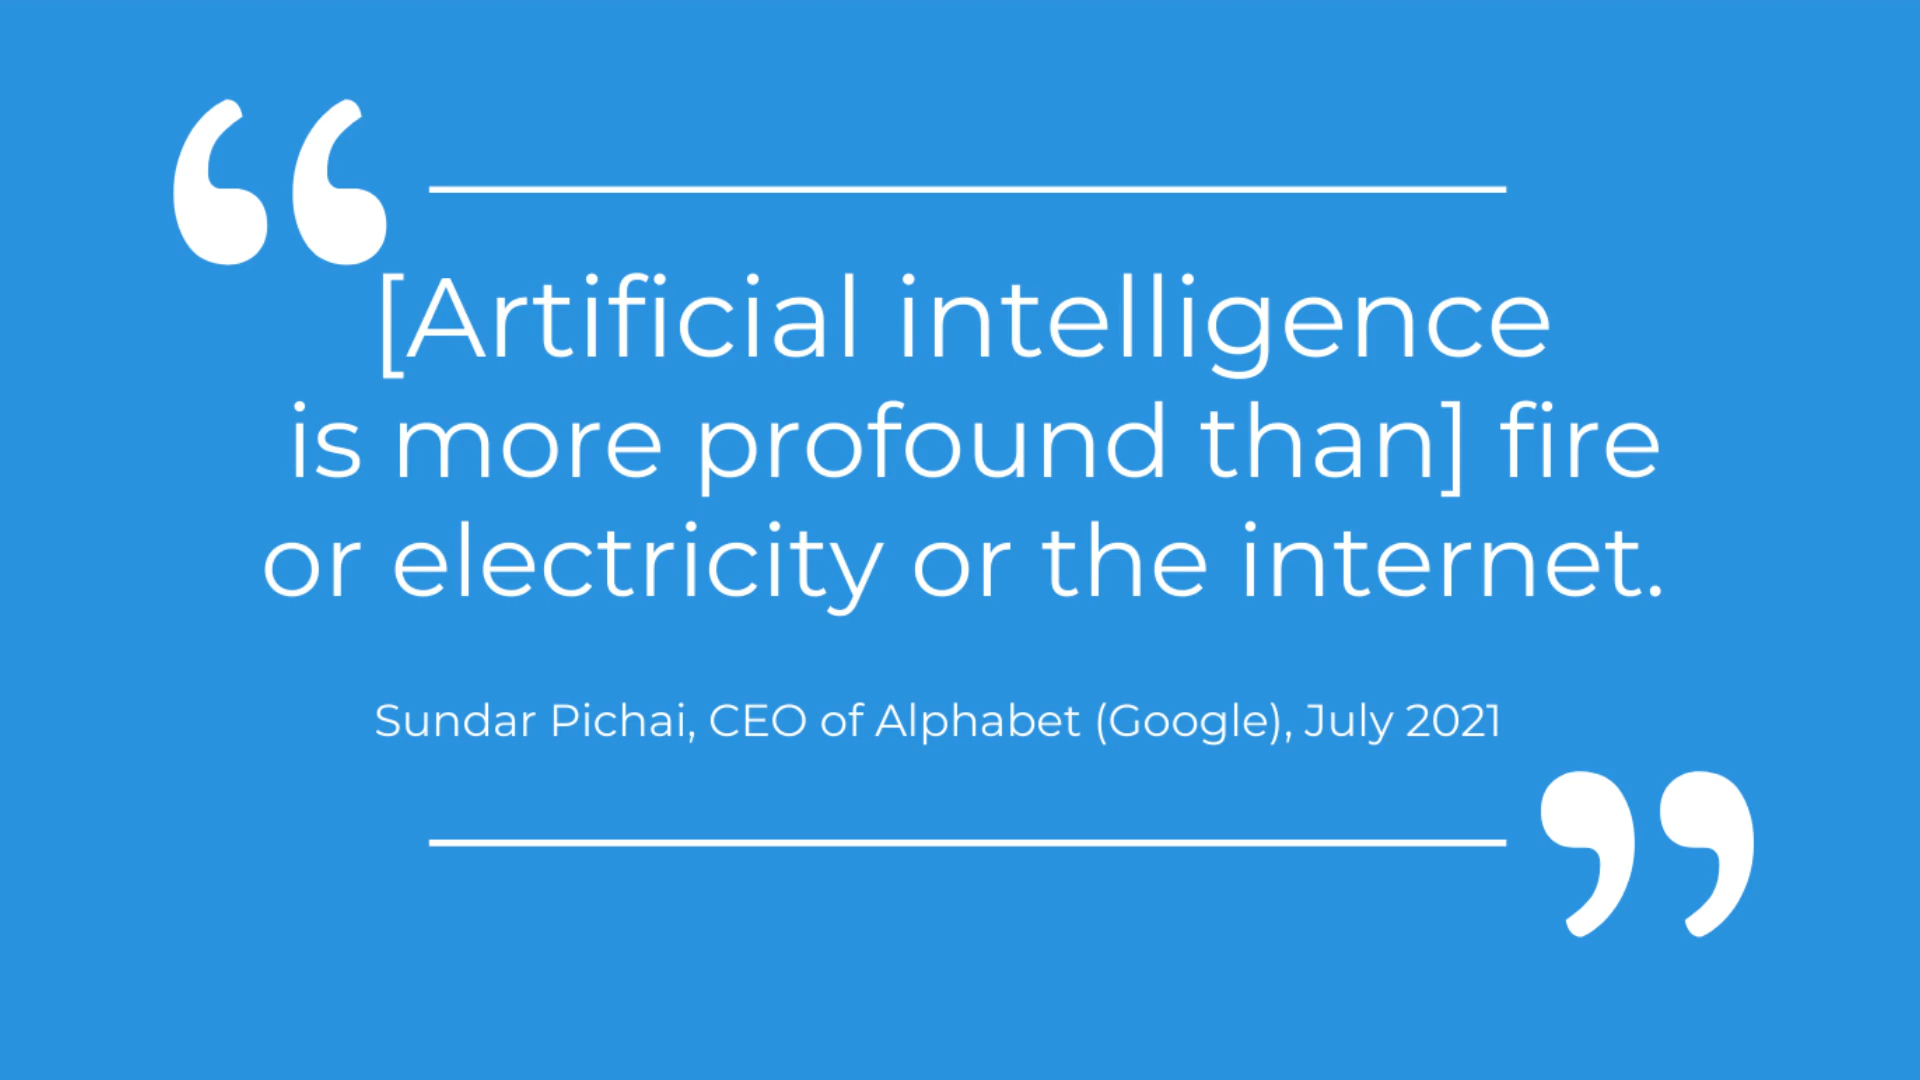 “
[Artificial intelligence
is more profound than] fire
or electricity or the internet.
Sundar Pichai, CEO of Alphabet (Google), July 2021
”